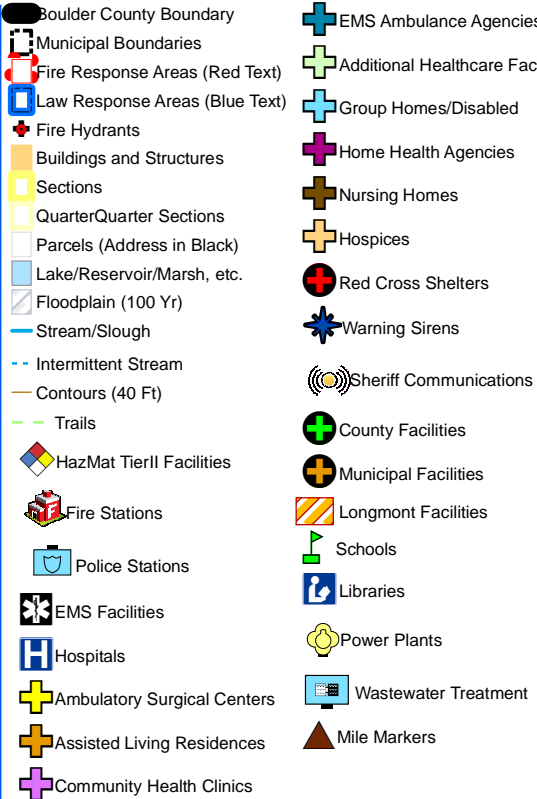 Boulder County Boundary
Municipal Boundaries
Fire Response Areas (Red Text)
Law Response Areas (Blue Text)
Fire Hydrants
Buildings and Structures
Sections
QuarterQuarter Sections
Parcels (Address in Black)
Lake/Reservoir/Marsh, etc.
Floodplain (100 Yr)
Stream/Slough
Intermittent Stream
Contours (40 Ft)
Trails
HazMat TierII Facilities
Fire Stations
Police Stations
EMS Facilities
H Hospitals
Ambulatory Surgical Centers
Assisted Living Residences
Community Health Clinics
EMS Ambulance Agencies
Additional Healthcare Fac
Group Homes/Disabled
Home Health Agencies
Nursing Homes
Hospices
Red Cross Shelters
Warning Sirens
Sheriff Communications
County Facilities
Municipal Facilities
Longmont Facilities
Schools
Libraries
Power Plants
Wastewater Treatment
Mile Markers